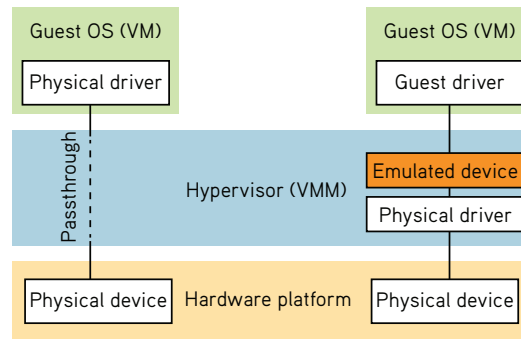 Guest OS (VM)
Physical driver
Guest OS (VM)
Guest driver
Passthrough
Hypervisor (VMM)
Emulated device
Physical driver
Physical device
Hardware platform
Physical device